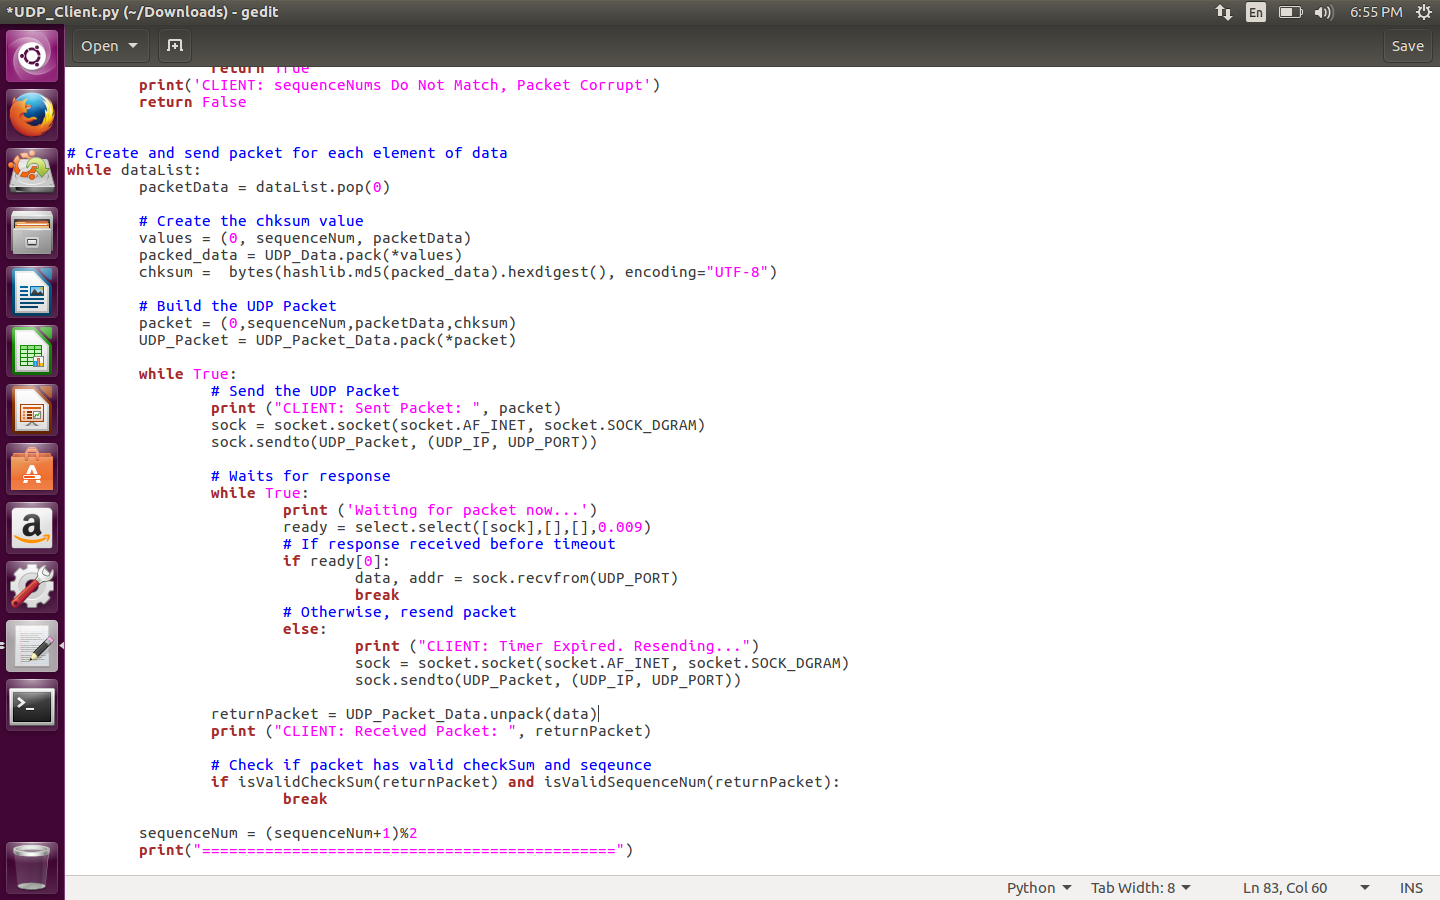 *UDP_Client.py (~/Downloads) - gedit
En
6:55 PM
Open
Save
return True
print('CLIENT: sequenceNums Do Not Match, Packet Corrupt')
return False
# Create and send packet for each element of data
while dataList:
packetData = dataList.pop(0)
# Create the chksum value
values = (0, sequenceNum, packetData)
packed_data = UDP_Data.pack(*values)
chksum =  bytes(hashlib.md5(packed_data).hexdigest(), encoding="UTF-8")
# Build the UDP Packet
packet = (0,sequenceNum,packetData,chksum)
UDP_Packet = UDP_Packet_Data.pack(*packet)
while True:
# Send the UDP Packet
print ("CLIENT: Sent Packet: ", packet)
sock = socket.socket(socket.AF_INET, socket.SOCK_DGRAM)
sock.sendto(UDP_Packet, (UDP_IP, UDP_PORT))
# Waits for response
while True:
print ('Waiting for packet now...')
ready = select.select([sock],[],[],0.009)
# If response received before timeout
if ready[0]:
data, addr = sock.recvfrom(UDP_PORT)
break
# Otherwise, resend packet
else:
print ("CLIENT: Timer Expired. Resending...")
sock = socket.socket(socket.AF_INET, socket.SOCK_DGRAM)
sock.sendto(UDP_Packet, (UDP_IP, UDP_PORT))
returnPacket = UDP_Packet_Data.unpack(data)
print ("CLIENT: Received Packet: ", returnPacket)
# Check if packet has valid checkSum and seqeunce
if isValidCheckSum(returnPacket) and isValidSequenceNum(returnPacket):
break
sequenceNum = (sequenceNum+1)%2
print("==============================================")
Python
Tab Width: 8
Ln 83, Col 60
INS